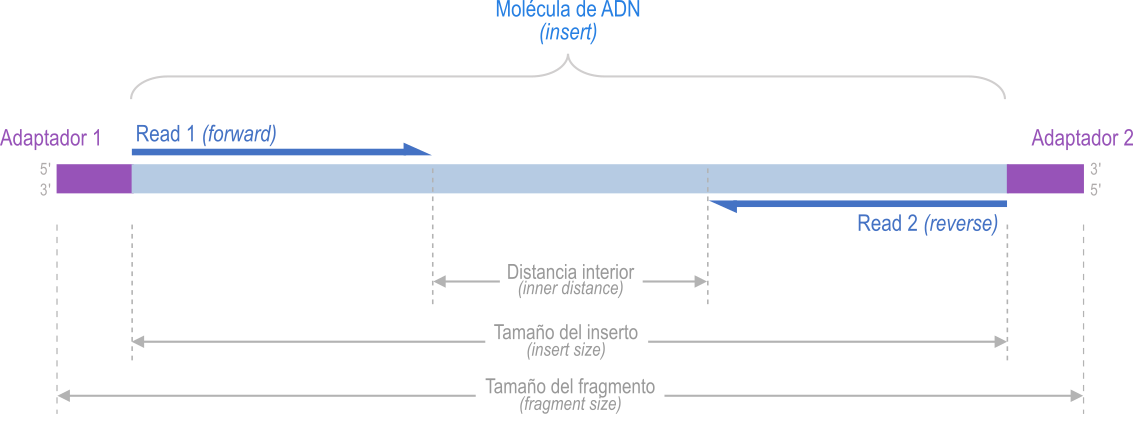 Molécula de ADN
(insert)
Adaptador 1
Read 1 (forward)
Adaptador 2
5'
3'
3'
5'
Read 2 (reverse)
Distancia interior
(inner distance)
Tamaño del inserto
(insert size)
Tamaño del fragmento
(fragment size)